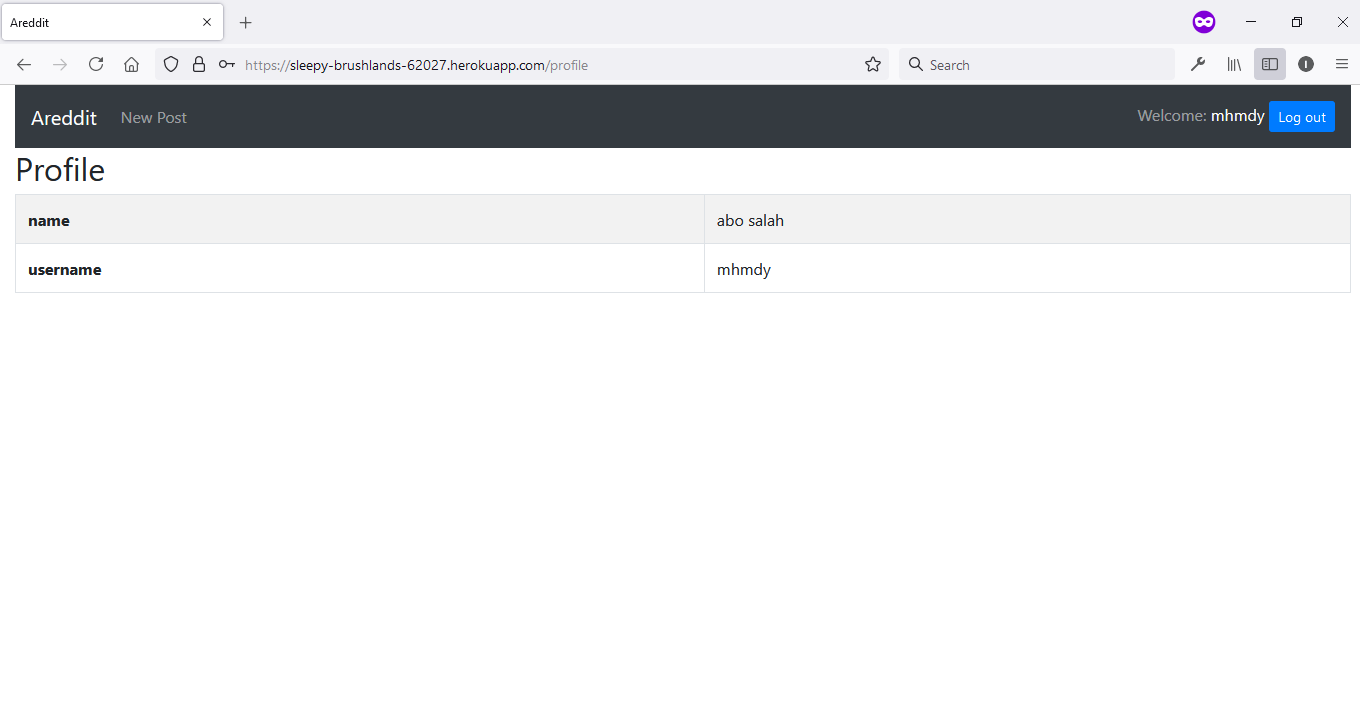 Areddit
https://sleepy-brushlands-62027.herokuapp.com/profile
Search
Areddit New Post Welcome: mhmdy Log out
Profile
name abo salah
username mhmdy